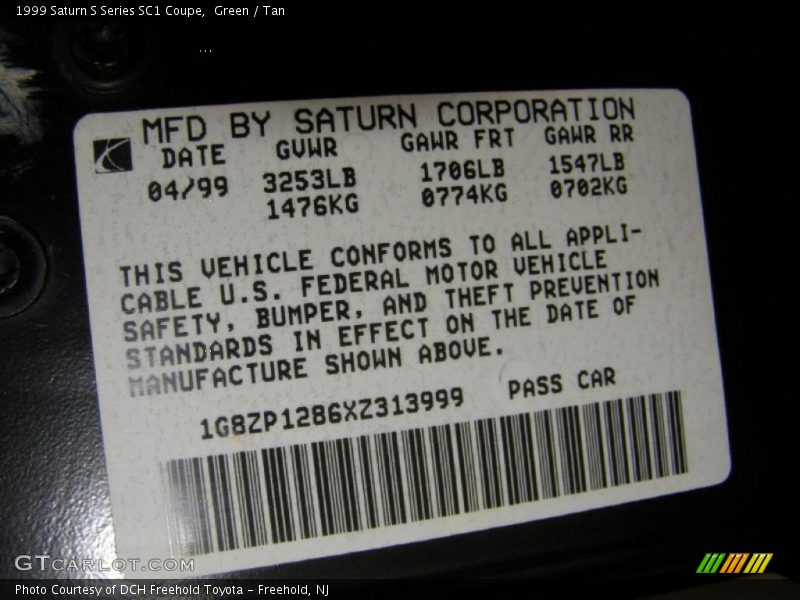 1999 Saturn S Series SC1 Coupe, Green / Tan
...
MFD BY SATURN CORPORATION
DATE GVWR GAWR FRT GAWR RR
04/99 3253LB 1706LB 1547LB
1476KG 0774KG 0702KG
THIS VEHICLE CONFORMS TO ALL APPLI-
CABLE U.S. FEDERAL MOTOR VEHICLE
SAFETY, BUMPER, AND THEFT PREVENTION
STANDARDS IN EFFECT ON THE DATE OF
MANUFACTURE SHOWN ABOVE.
1G8ZP1286XZ313999 PASS CAR
GTcarlot.com
Photo Courtesy of DCH Freehold Toyota - Freehold, NJ